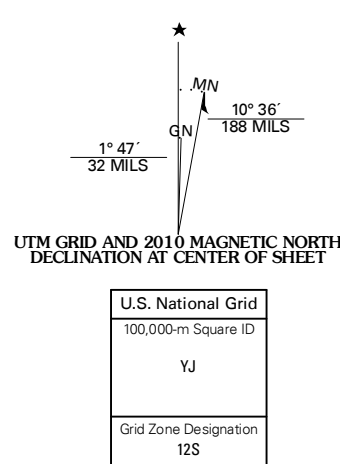 ★
MN
GN
10° 36´
188 MILS
1° 47´
32 MILS
UTM GRID AND 2010 MAGNETIC NORTH
DECLINATION AT CENTER OF SHEET
U.S. National Grid
100,000-m Square ID
YJ
Grid Zone Designation
12S